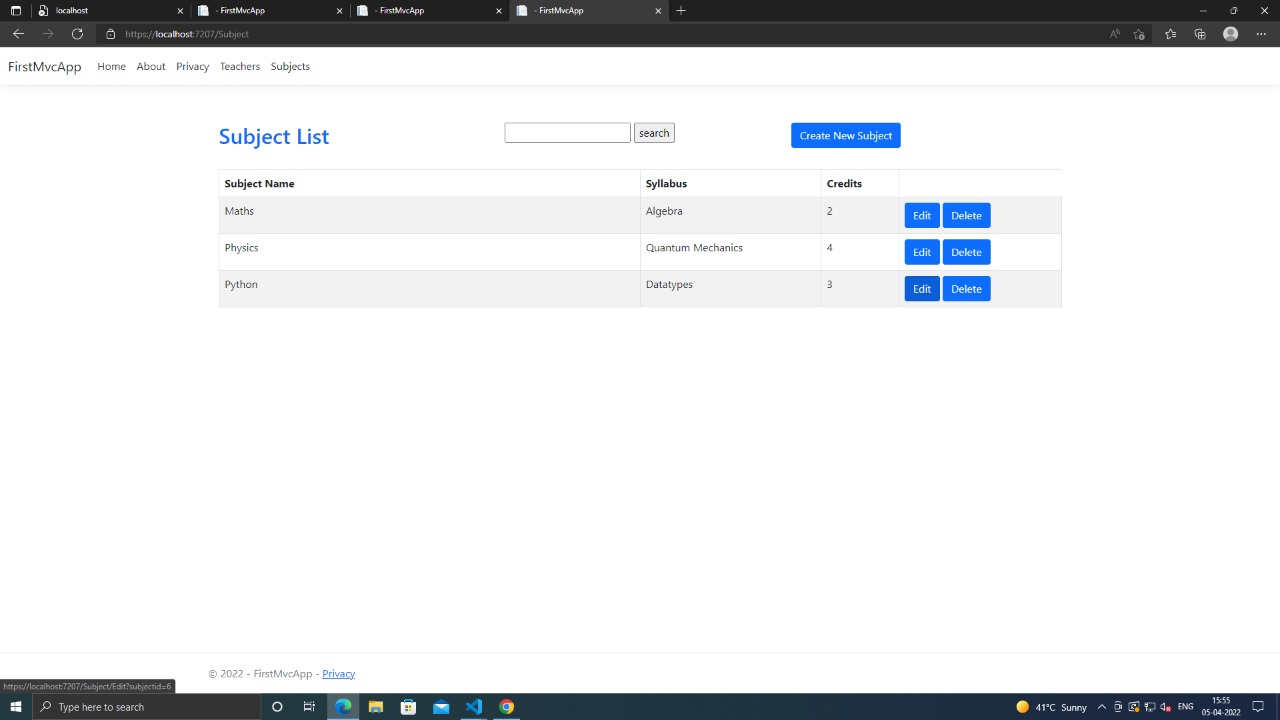 localhost
- FirstMvcApp
- FirstMvcApp
- FirstMvcApp
https://localhost:7207/Subject
FirstMvcApp Home About Privacy Teachers Subjects
Subject List search Create New Subject
Subject Name Syllabus Credits
Maths Algebra 2 Edit Delete
Physics Quantum Mechanics 4 Edit Delete
Python Datatypes 3 Edit Delete
© 2022 - FirstMvcApp - Privacy
https://localhost:7207/Subject/Edit?subjectid=6
Type here to search
41°C Sunny
ENG
15:55
05-04-2022